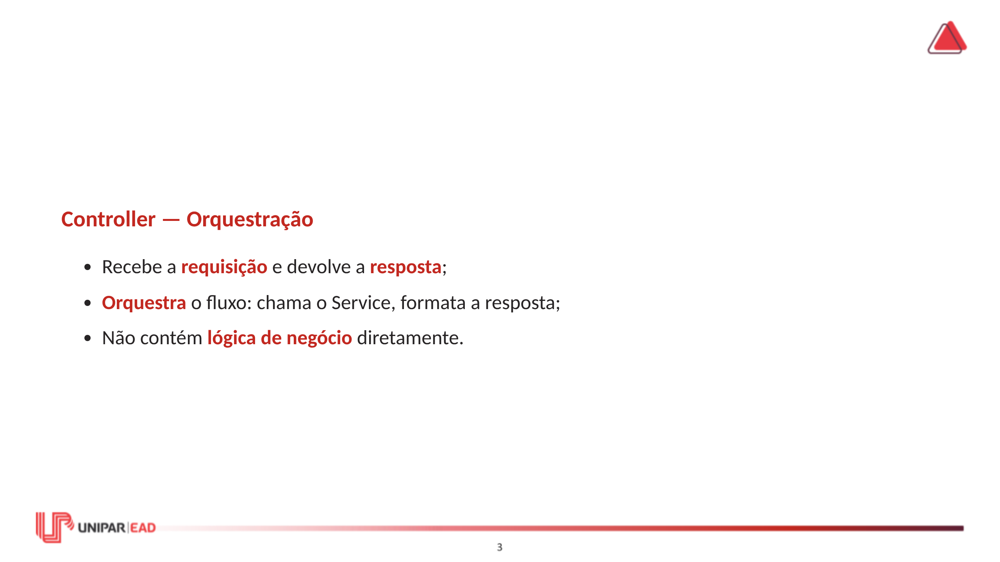 Controller — Orquestração
• Recebe a requisição e devolve a resposta;
• Orquestra o fluxo: chama o Service, formata a resposta;
• Não contém lógica de negócio diretamente.
UNIPAR|EAD
3